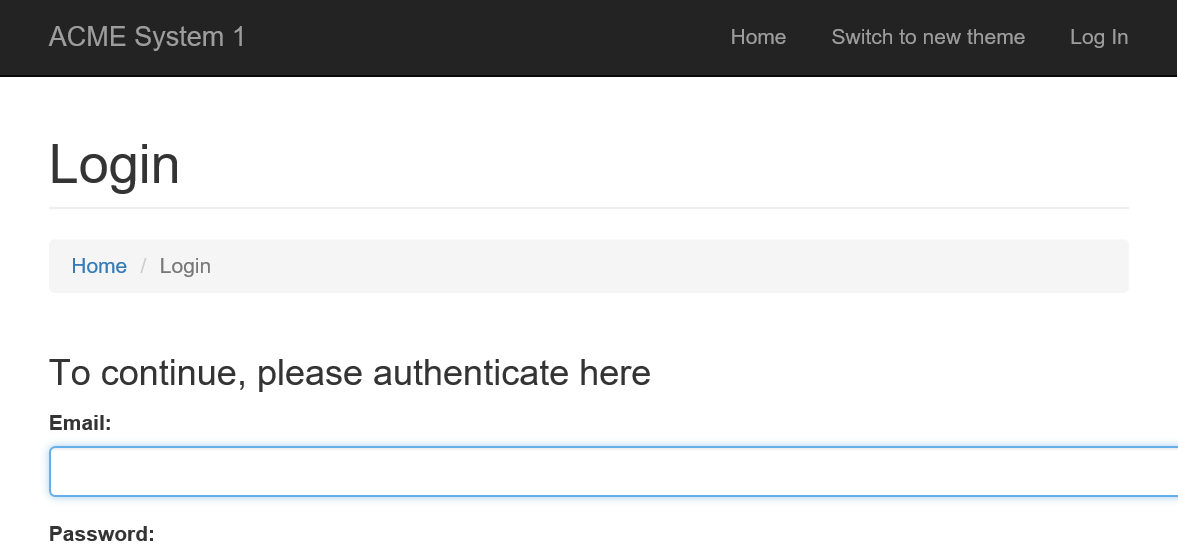 ACME System 1 Home Switch to new theme Log In
Login
Home / Login
To continue, please authenticate here
Email:
Password: